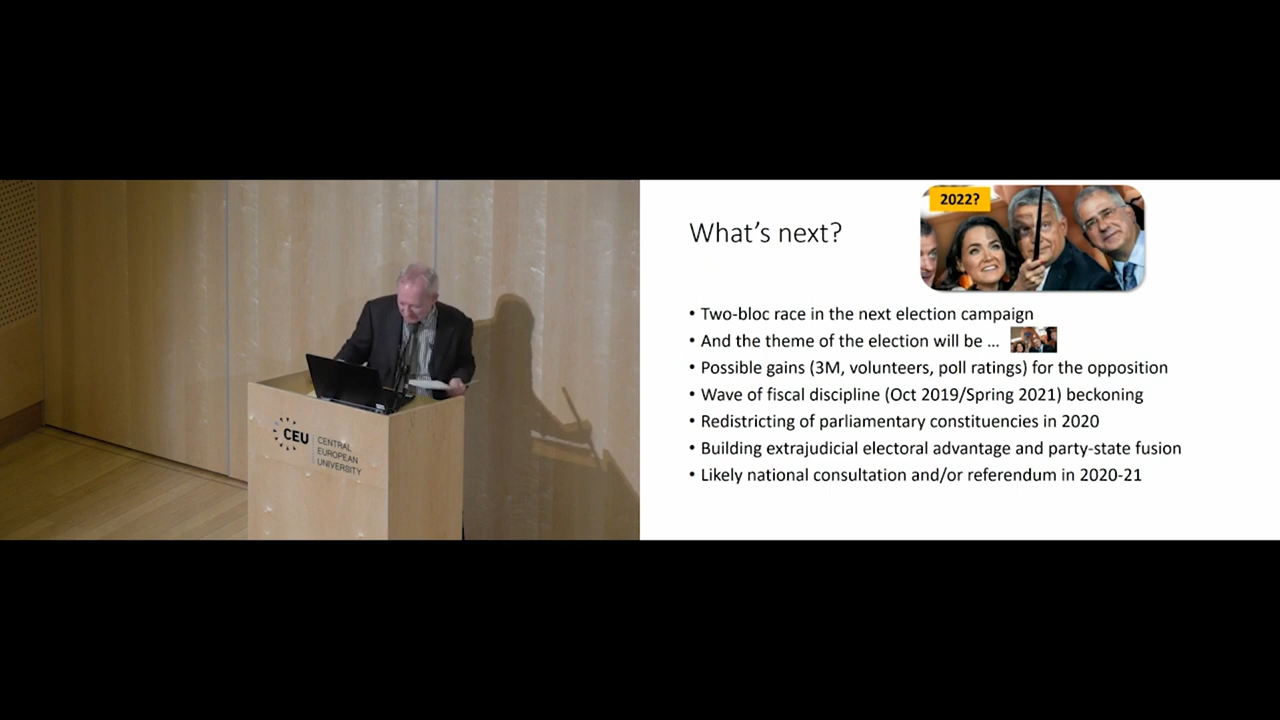 CEU
CENTRAL
EUROPEAN
UNIVERSITY
2022?
What's next?
• Two-bloc race in the next election campaign
• And the theme of the election will be ...
• Possible gains (3M, volunteers, poll ratings) for the opposition
• Wave of fiscal discipline (Oct 2019/Spring 2021) beckoning
• Redistricting of parliamentary constituencies in 2020
• Building extrajudicial electoral advantage and party-state fusion
• Likely national consultation and/or referendum in 2020-21